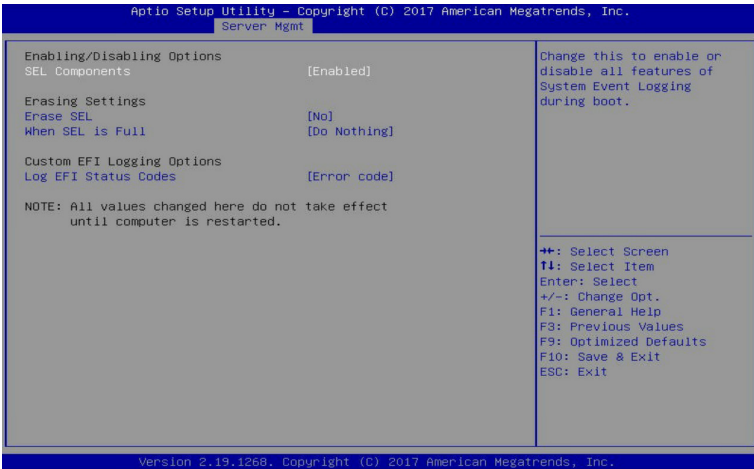 Aptio Setup Utility – Copyright (C) 2017 American Megatrends, Inc.
Server Mgmt
Enabling/Disabling Options
SEL Components [Enabled]
Erasing Settings
Erase SEL [No]
When SEL is Full [Do Nothing]
Custom EFI Logging Options
Log EFI Status Codes [Error code]
NOTE: All values changed here do not take effect
until computer is restarted.
Change this to enable or
disable all features of
System Event Logging
during boot.
→←: Select Screen
↑↓: Select Item
Enter: Select
+/-: Change Opt.
F1: General Help
F3: Previous Values
F9: Optimized Defaults
F10: Save & Exit
ESC: Exit
Version 2.19.1268. Copyright (C) 2017 American Megatrends, Inc.